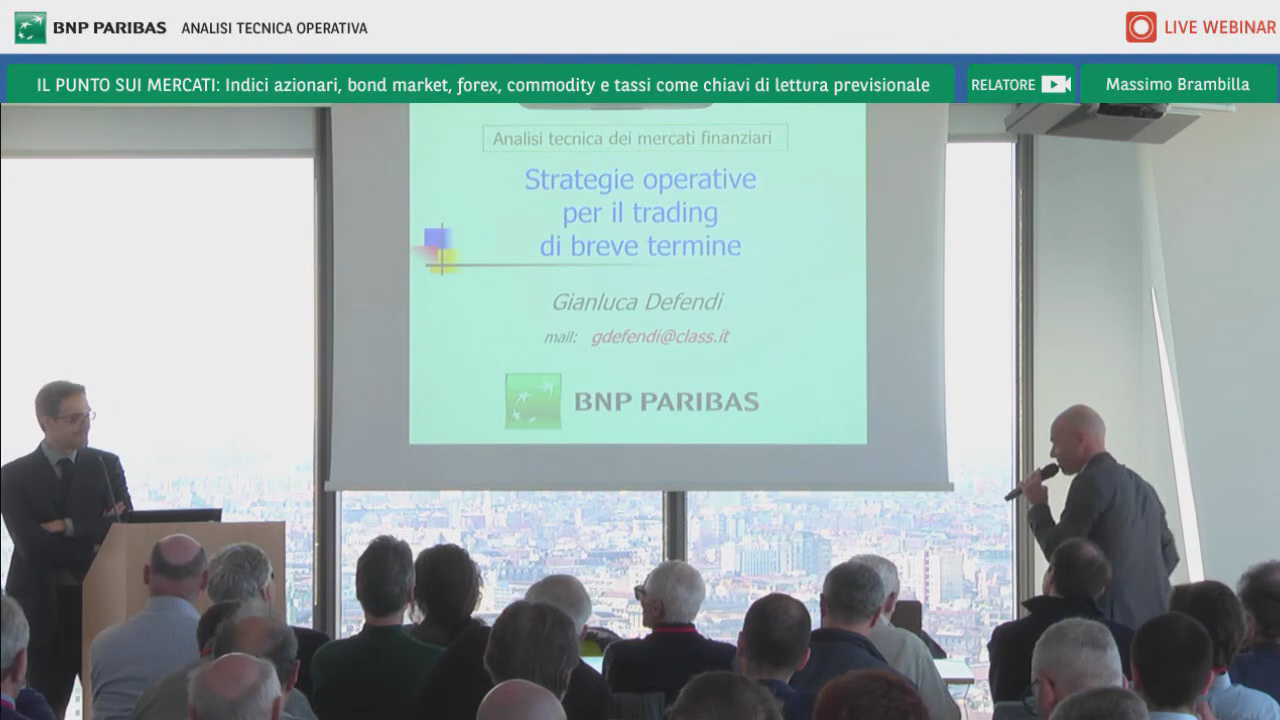 BNP PARIBAS ANALISI TECNICA OPERATIVA
LIVE WEBINAR
IL PUNTO SUI MERCATI: Indici azionari, bond market, forex, commodity e tassi come chiavi di lettura previsionale
RELATORE
Massimo Brambilla
Analisi tecnica dei mercati finanziari
Strategie operative
per il trading
di breve termine
Gianluca Defendi
mail: gdefendi@class.it
BNP PARIBAS